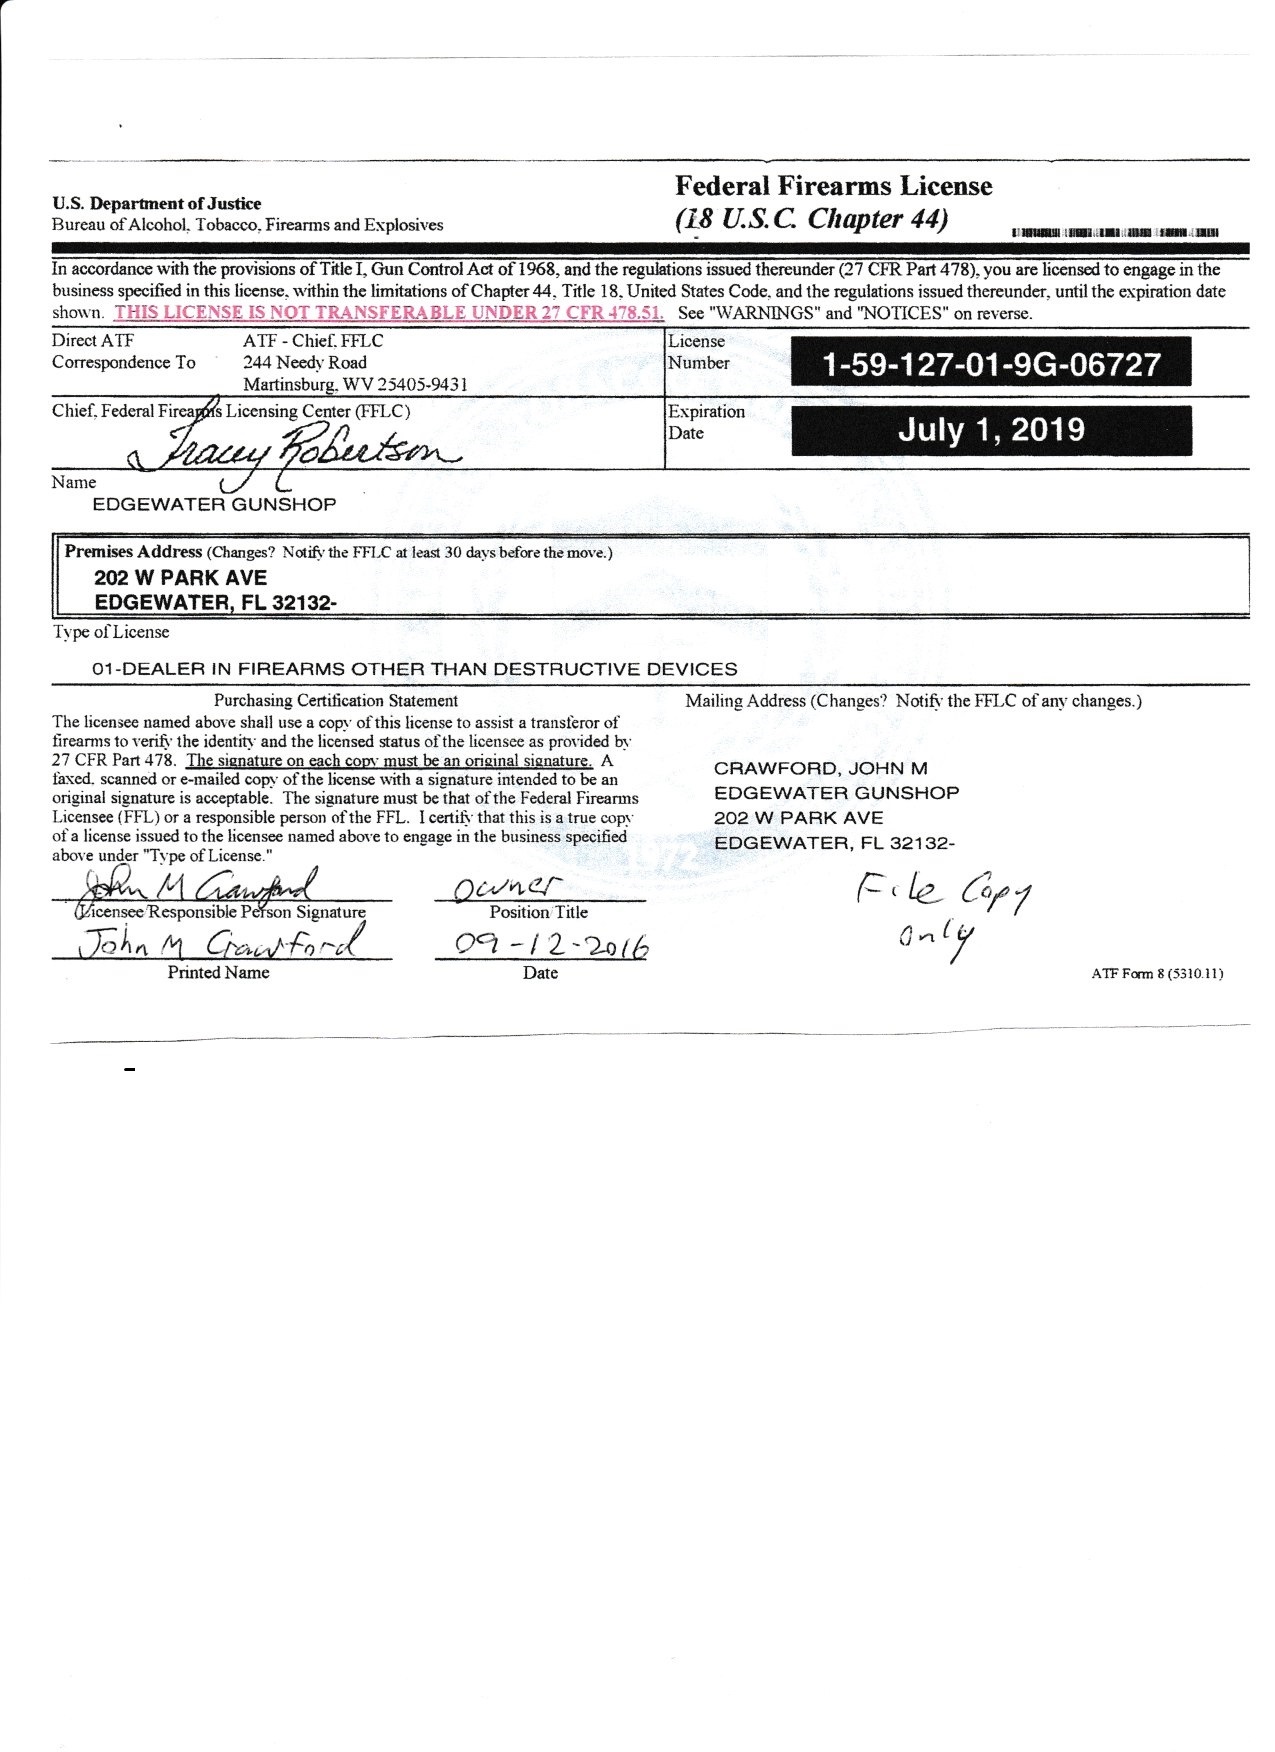 U.S. Department of Justice
Bureau of Alcohol, Tobacco, Firearms and Explosives
Federal Firearms License
(18 U.S.C. Chapter 44)
In accordance with the provisions of Title I, Gun Control Act of 1968, and the regulations issued thereunder (27 CFR Part 478), you are licensed to engage in the
business specified in this license, within the limitations of Chapter 44, Title 18, United States Code, and the regulations issued thereunder, until the expiration date
shown. THIS LICENSE IS NOT TRANSFERABLE UNDER 27 CFR 478.51. See "WARNINGS" and "NOTICES" on reverse.
Direct ATF
Correspondence To
ATF - Chief, FFLC
244 Needy Road
Martinsburg, WV 25405-9431
License
Number
1-59-127-01-9G-06727
Chief, Federal Firearms Licensing Center (FFLC)
Tracey Robertson
Expiration
Date
July 1, 2019
Name
EDGEWATER GUNSHOP
Premises Address (Changes? Notify the FFLC at least 30 days before the move.)
202 W PARK AVE
EDGEWATER, FL 32132-
Type of License
01-DEALER IN FIREARMS OTHER THAN DESTRUCTIVE DEVICES
Purchasing Certification Statement
The licensee named above shall use a copy of this license to assist a transferor of
firearms to verify the identity and the licensed status of the licensee as provided by
27 CFR Part 478. The signature on each copy must be an original signature. A
faxed, scanned or e-mailed copy of the license with a signature intended to be an
original signature is acceptable. The signature must be that of the Federal Firearms
Licensee (FFL) or a responsible person of the FFL. I certify that this is a true copy
of a license issued to the licensee named above to engage in the business specified
above under "Type of License."
John M Crawford
Licensee/Responsible Person Signature
owner
Position Title
John M Crawford
Printed Name
09-12-2016
Date
Mailing Address (Changes? Notify the FFLC of any changes.)
CRAWFORD, JOHN M
EDGEWATER GUNSHOP
202 W PARK AVE
EDGEWATER, FL 32132-
File Copy
only
ATF Form 8 (5310.11)
1972